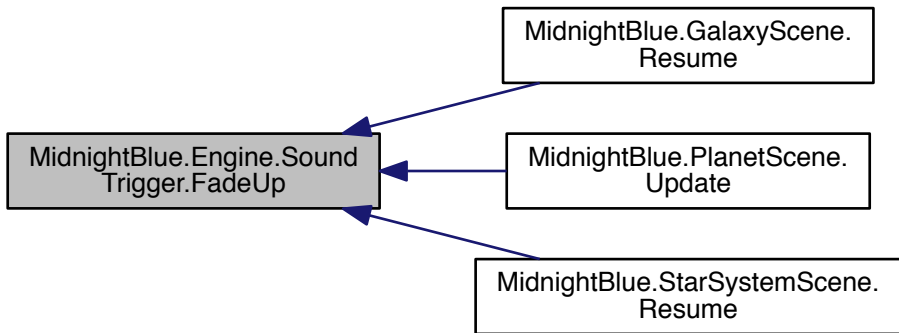 MidnightBlue.GalaxyScene.
Resume
MidnightBlue.Engine.Sound
Trigger.FadeUp
MidnightBlue.PlanetScene.
Update
MidnightBlue.StarSystemScene.
Resume